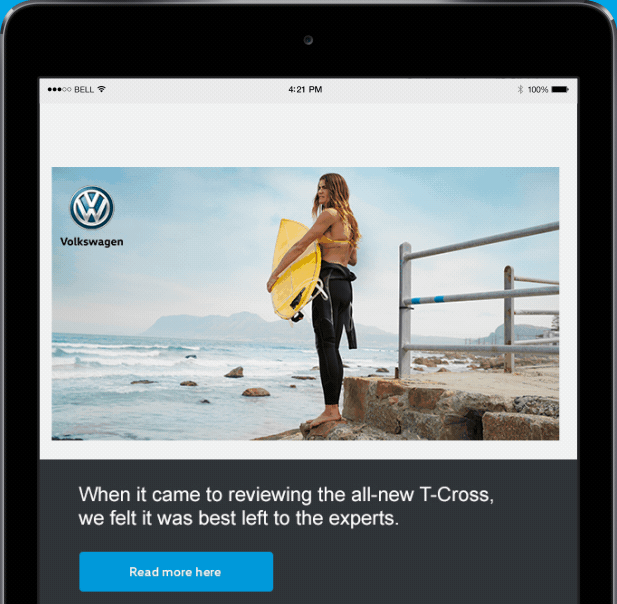 BELL
4:21 PM
100%
Volkswagen
When it came to reviewing the all-new T-Cross,
we felt it was best left to the experts.
Read more here